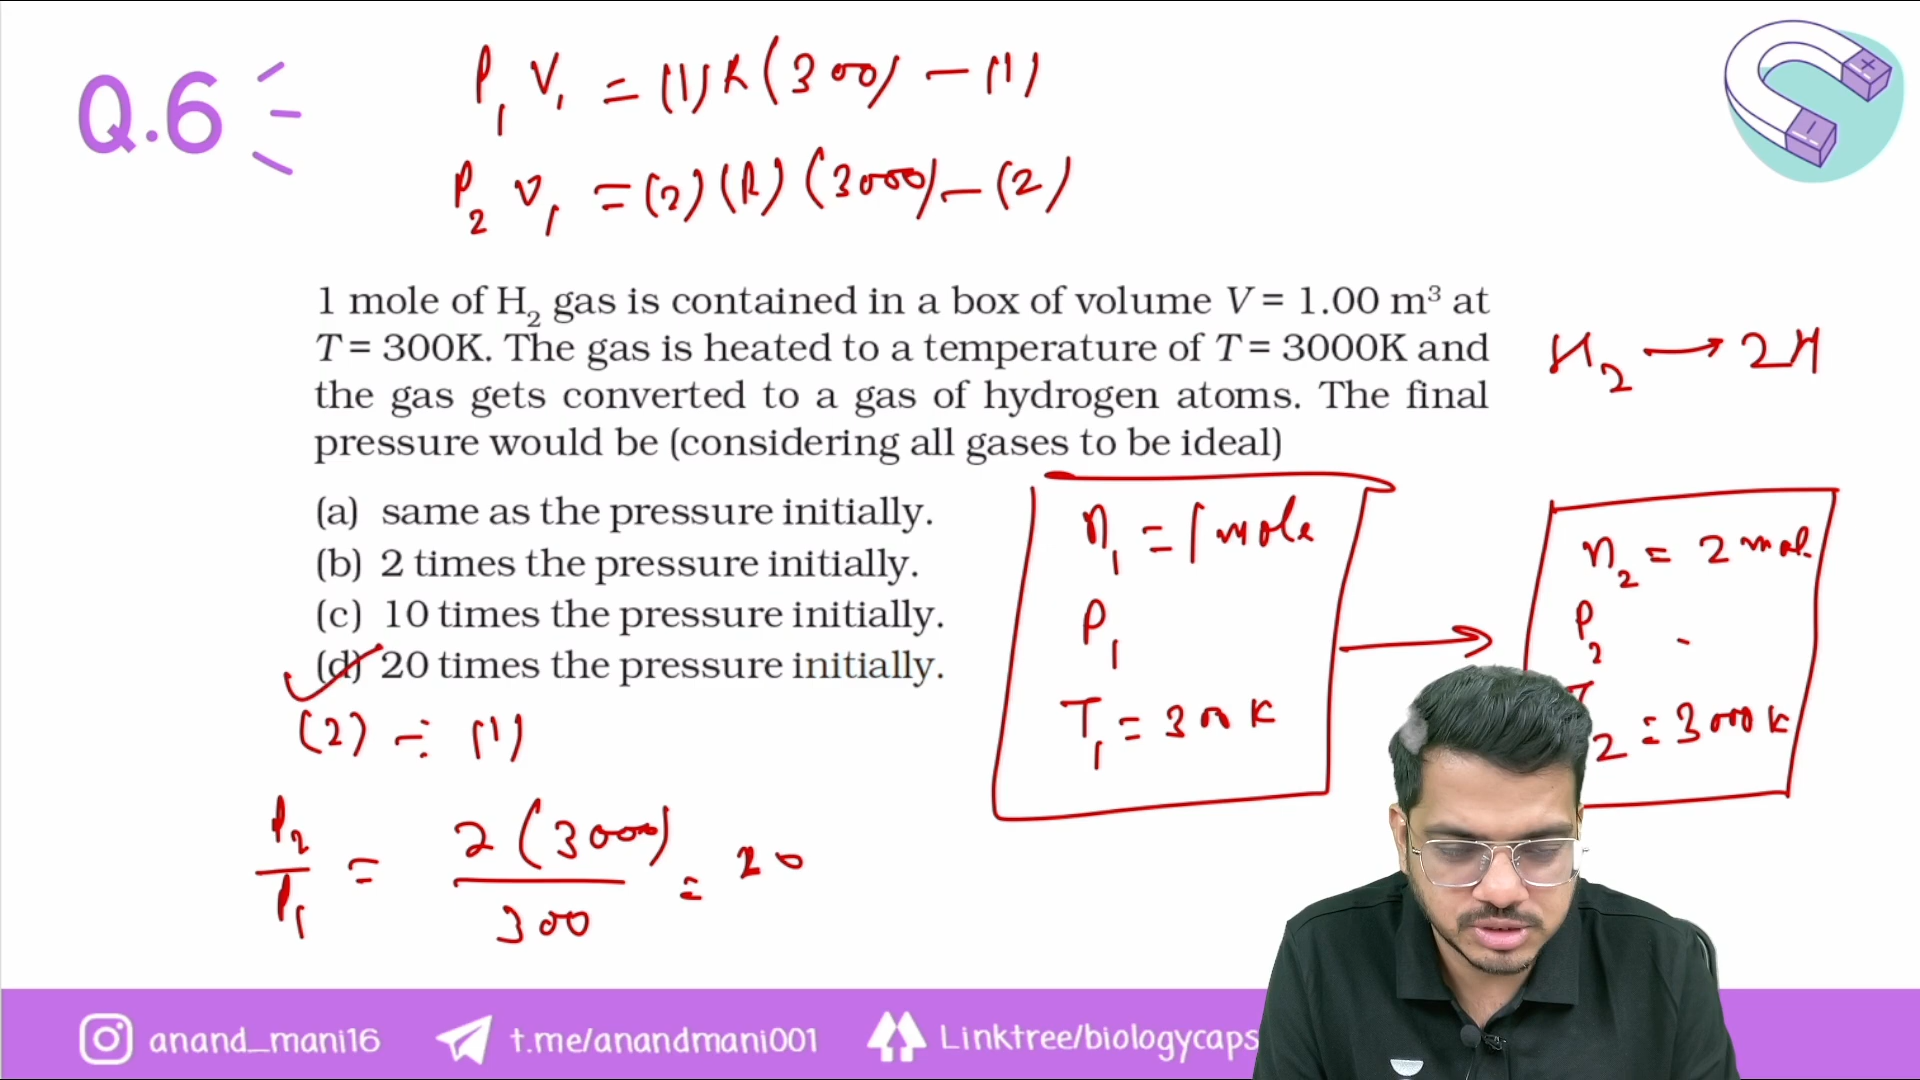 Q.6
P₁ V₁ = (1) R (300) – (1)
P₂ V₁ = (2) (R) (3000) – (2)
1 mole of H₂ gas is contained in a box of volume V = 1.00 m³ at
T = 300K. The gas is heated to a temperature of T = 3000K and
the gas gets converted to a gas of hydrogen atoms. The final
pressure would be (considering all gases to be ideal)
H₂ → 2H
(a) same as the pressure initially.
(b) 2 times the pressure initially.
(c) 10 times the pressure initially.
(d) 20 times the pressure initially.
n₁ = 1 mole
P₁
T₁ = 300 K
n₂ = 2 mol.
P₂
T₂ = 3000 K
(2) ÷ (1)
P₂/P₁ = 2 (3000)/300 = 20
anand_mani16
t.me/anandmani001
Linktree/biologycaps
+
-